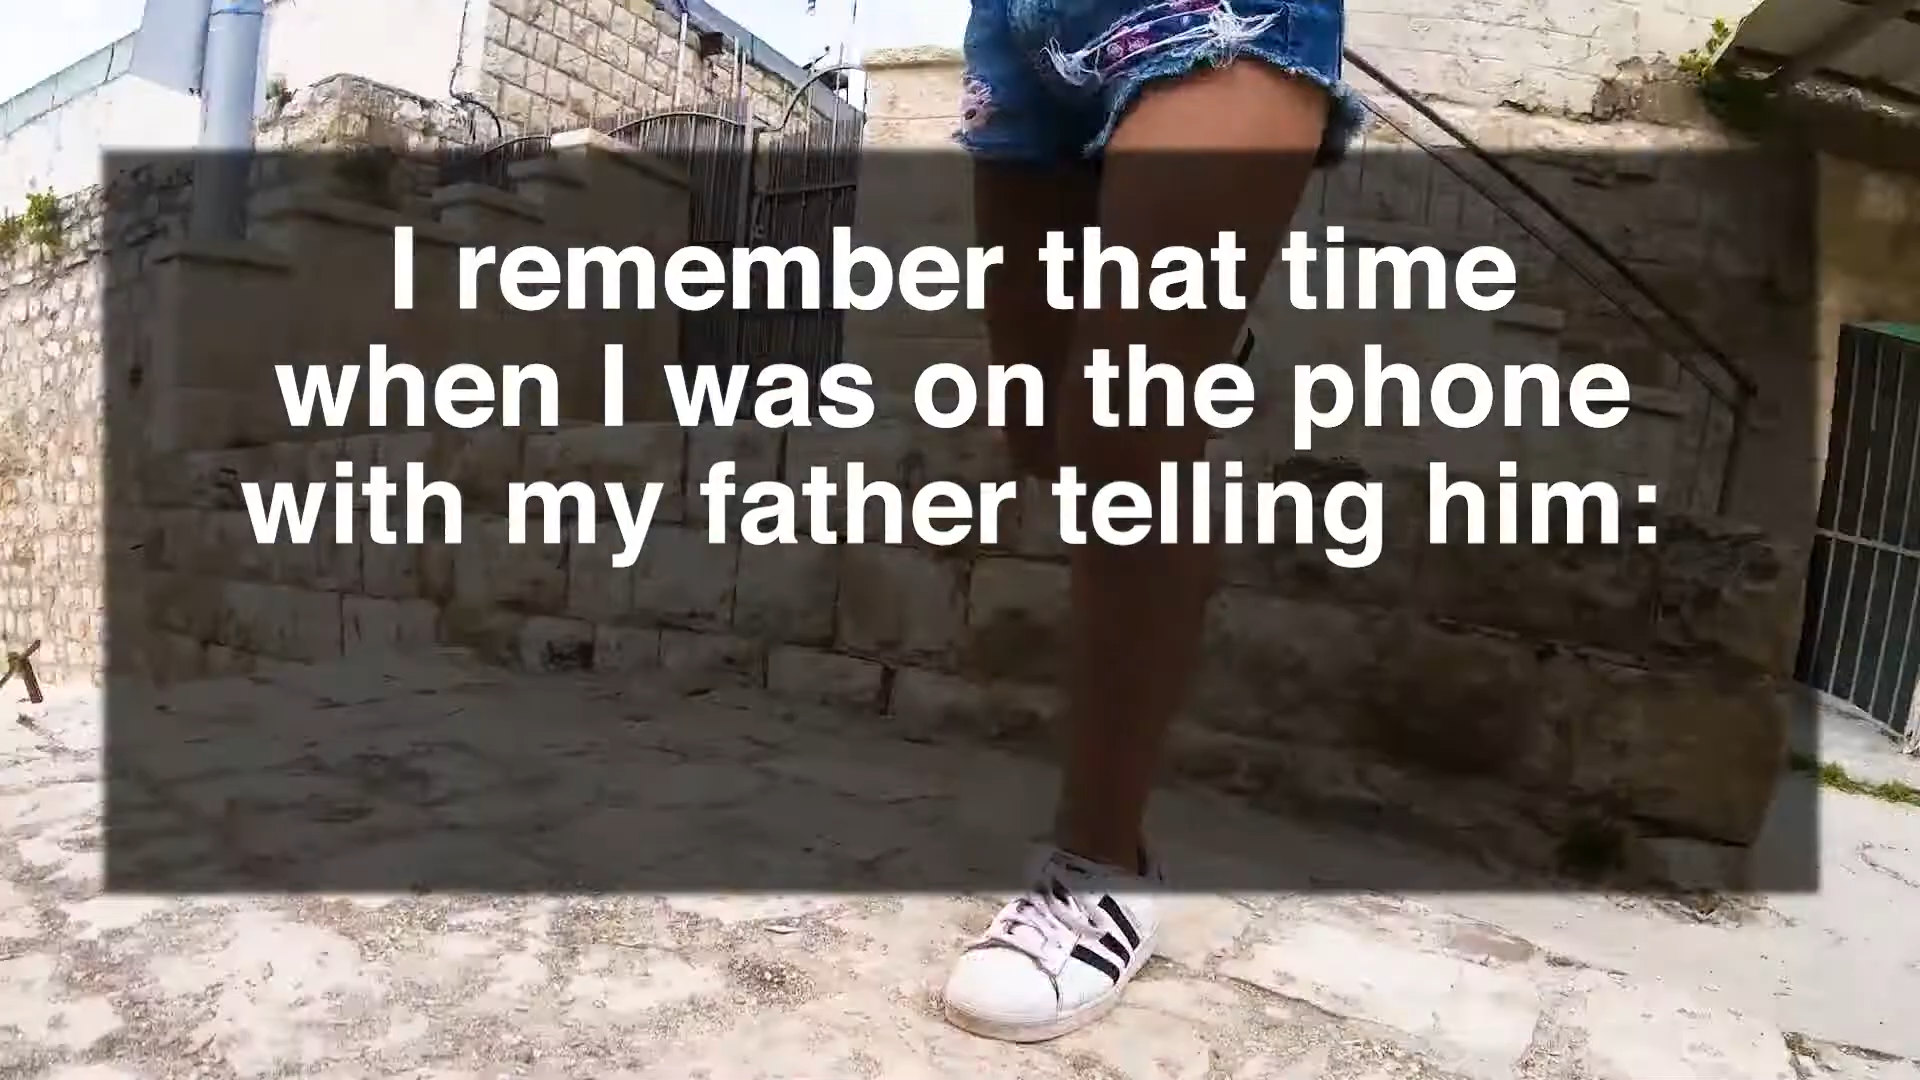 I remember that time
when I was on the phone
with my father telling him: